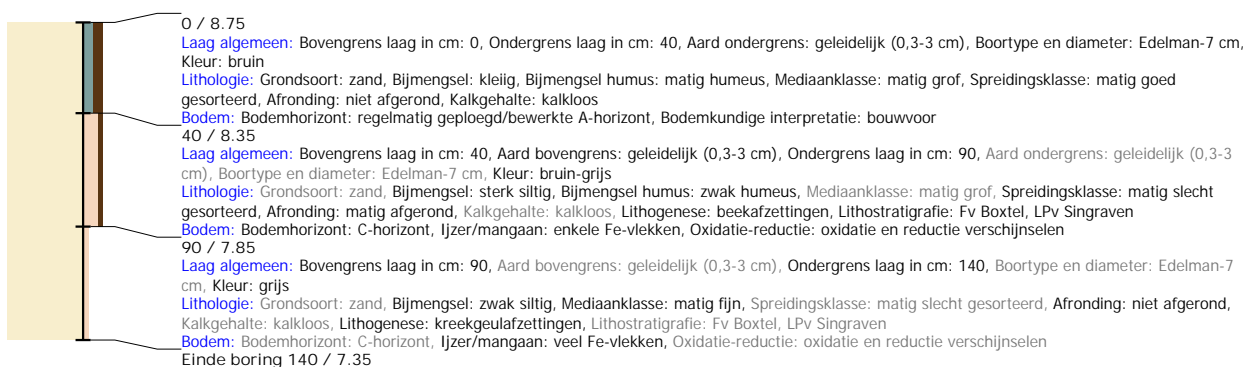 0 / 8.75
Laag algemeen: Bovengrens laag in cm: 0, Ondergrens laag in cm: 40, Aard ondergrens: geleidelijk (0,3-3 cm), Boortype en diameter: Edelman-7 cm,
Kleur: bruin
Lithologie: Grondsoort: zand, Bijmengsel: kleiig, Bijmengsel humus: matig humeus, Mediaanklasse: matig grof, Spreidingsklasse: matig goed
gesorteerd, Afronding: niet afgerond, Kalkgehalte: kalkloos
Bodem: Bodemhorizont: regelmatig geploegd/bewerkte A-horizont, Bodemkundige interpretatie: bouwvoor
40 / 8.35
Laag algemeen: Bovengrens laag in cm: 40, Aard bovengrens: geleidelijk (0,3-3 cm), Ondergrens laag in cm: 90, Aard ondergrens: geleidelijk (0,3-3
cm), Boortype en diameter: Edelman-7 cm, Kleur: bruin-grijs
Lithologie: Grondsoort: zand, Bijmengsel: sterk siltig, Bijmengsel humus: zwak humeus, Mediaanklasse: matig grof, Spreidingsklasse: matig slecht
gesorteerd, Afronding: matig afgerond, Kalkgehalte: kalkloos, Lithogenese: beekafzettingen, Lithostratigrafie: Fv Boxtel, LPv Singraven
Bodem: Bodemhorizont: C-horizont, Ijzer/mangaan: enkele Fe-vlekken, Oxidatie-reductie: oxidatie en reductie verschijnselen
90 / 7.85
Laag algemeen: Bovengrens laag in cm: 90, Aard bovengrens: geleidelijk (0,3-3 cm), Ondergrens laag in cm: 140, Boortype en diameter: Edelman-7
cm, Kleur: grijs
Lithologie: Grondsoort: zand, Bijmengsel: zwak siltig, Mediaanklasse: matig fijn, Spreidingsklasse: matig slecht gesorteerd, Afronding: niet afgerond,
Kalkgehalte: kalkloos, Lithogenese: kreekgeulafzettingen, Lithostratigrafie: Fv Boxtel, LPv Singraven
Bodem: Bodemhorizont: C-horizont, Ijzer/mangaan: veel Fe-vlekken, Oxidatie-reductie: oxidatie en reductie verschijnselen
Einde boring 140 / 7.35